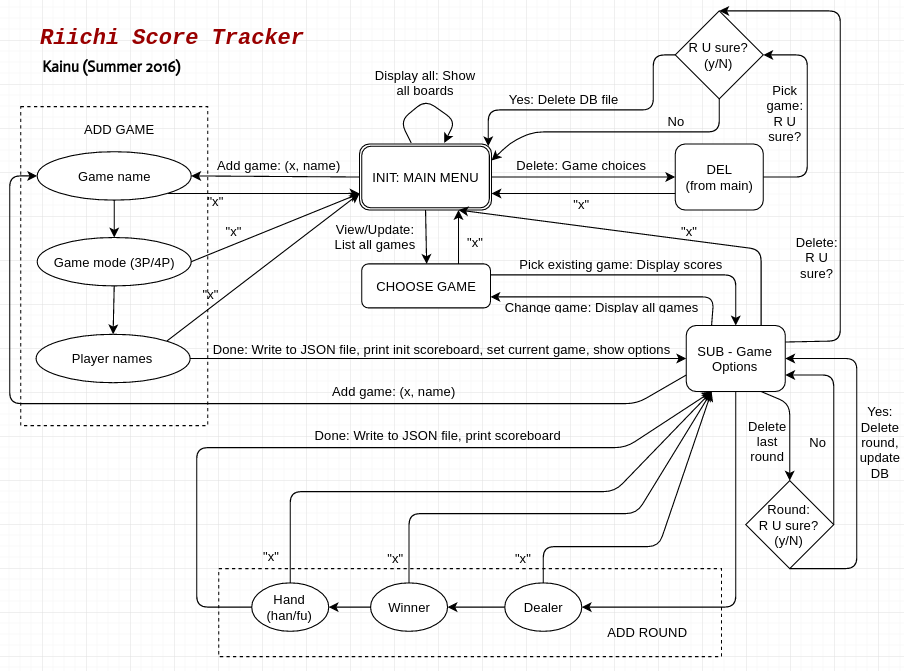 Riichi Score Tracker
Kainu (Summer 2016)
R U sure?
(y/N)
Display all: Show
all boards
Yes: Delete DB file
No
Pick
game:
R U
sure?
ADD GAME
Game name
Add game: (x, name)
INIT: MAIN MENU
Delete: Game choices
DEL
(from main)
"x"
"x"
"x"
View/Update:
List all games
"x"
"x"
Delete:
R U
sure?
Game mode (3P/4P)
Pick existing game: Display scores
CHOOSE GAME
"x"
Change game: Display all games
Player names
Done: Write to JSON file, print init scoreboard, set current game, show options
SUB - Game
Options
Add game: (x, name)
Done: Write to JSON file, print scoreboard
Delete
last
round
No
Yes:
Delete
round,
update
DB
Round:
R U sure?
(y/N)
"x"
"x"
"x"
Hand
(han/fu)
Winner
Dealer
ADD ROUND